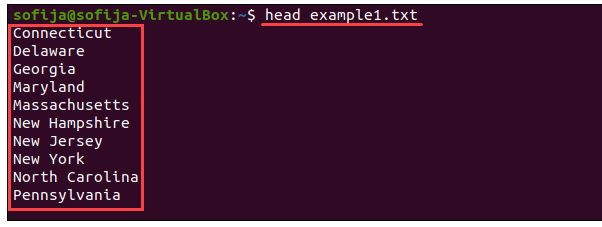 sofija@sofija-VirtualBox:~$ head example1.txt
Connecticut
Delaware
Georgia
Maryland
Massachusetts
New Hampshire
New Jersey
New York
North Carolina
Pennsylvania